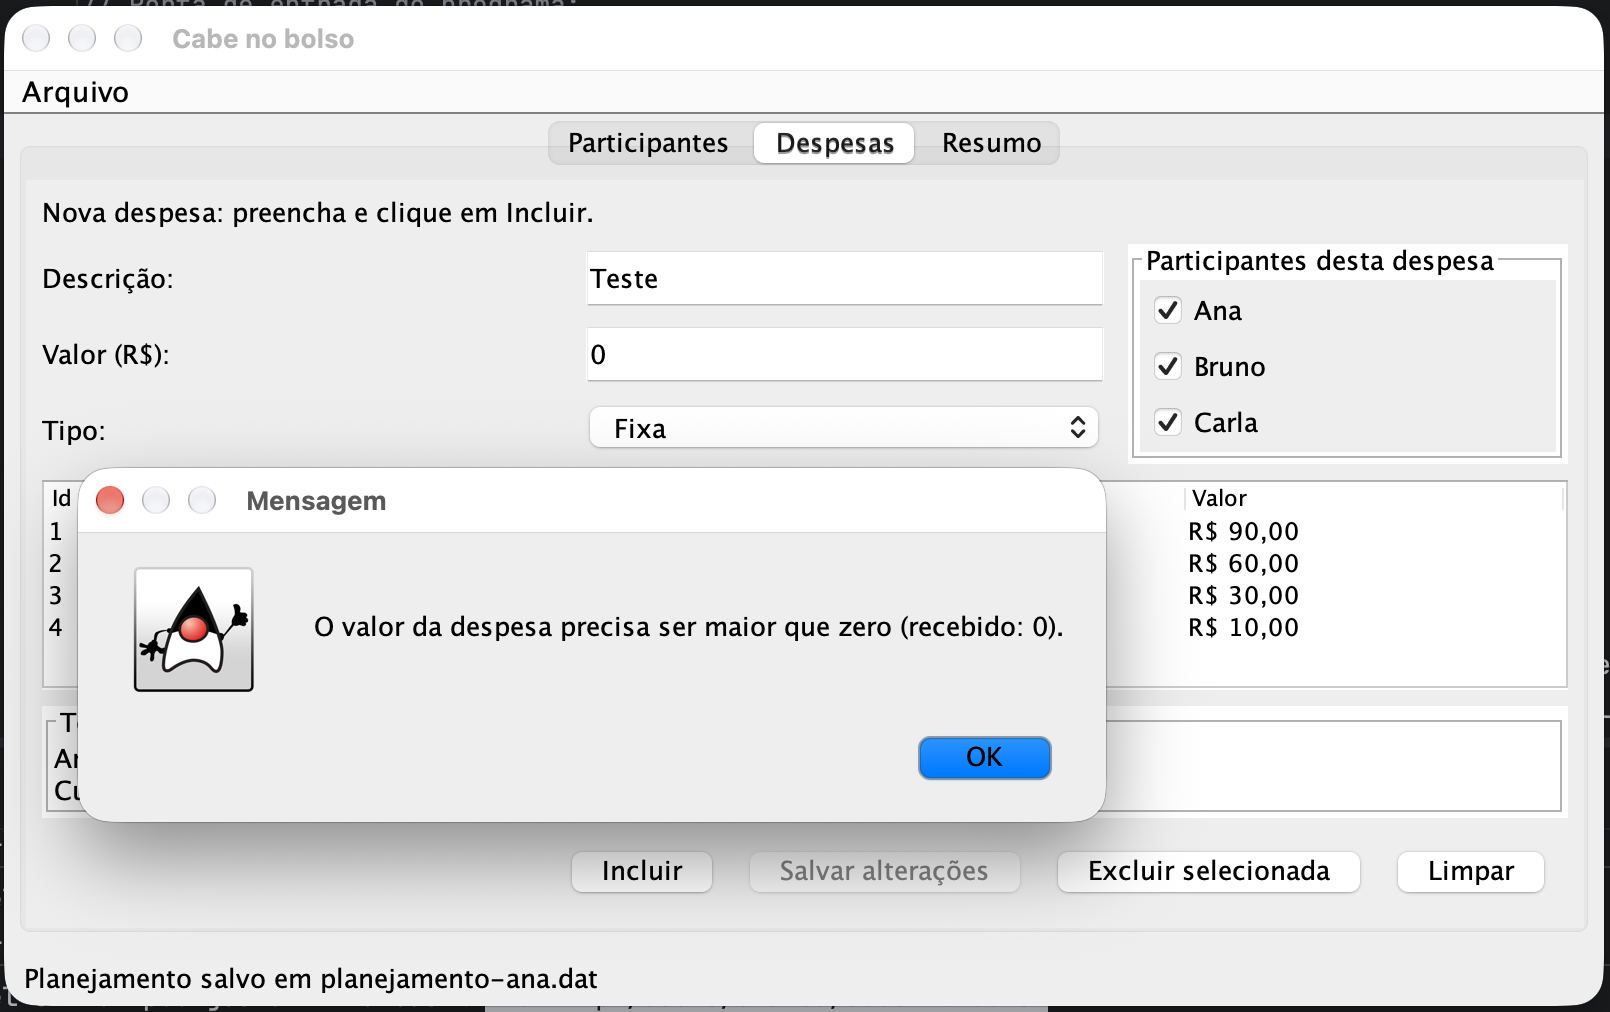 Cabe no bolso
Arquivo
Participantes Despesas Resumo
Nova despesa: preencha e clique em Incluir.
Descrição: Teste
Valor (R$): 0
Tipo: Fixa
Participantes desta despesa
Ana
Bruno
Carla
Id Valor
1 R$ 90,00
2 R$ 60,00
3 R$ 30,00
4 R$ 10,00
Mensagem
O valor da despesa precisa ser maior que zero (recebido: 0).
OK
Incluir Salvar alterações Excluir selecionada Limpar
Planejamento salvo em planejamento-ana.dat